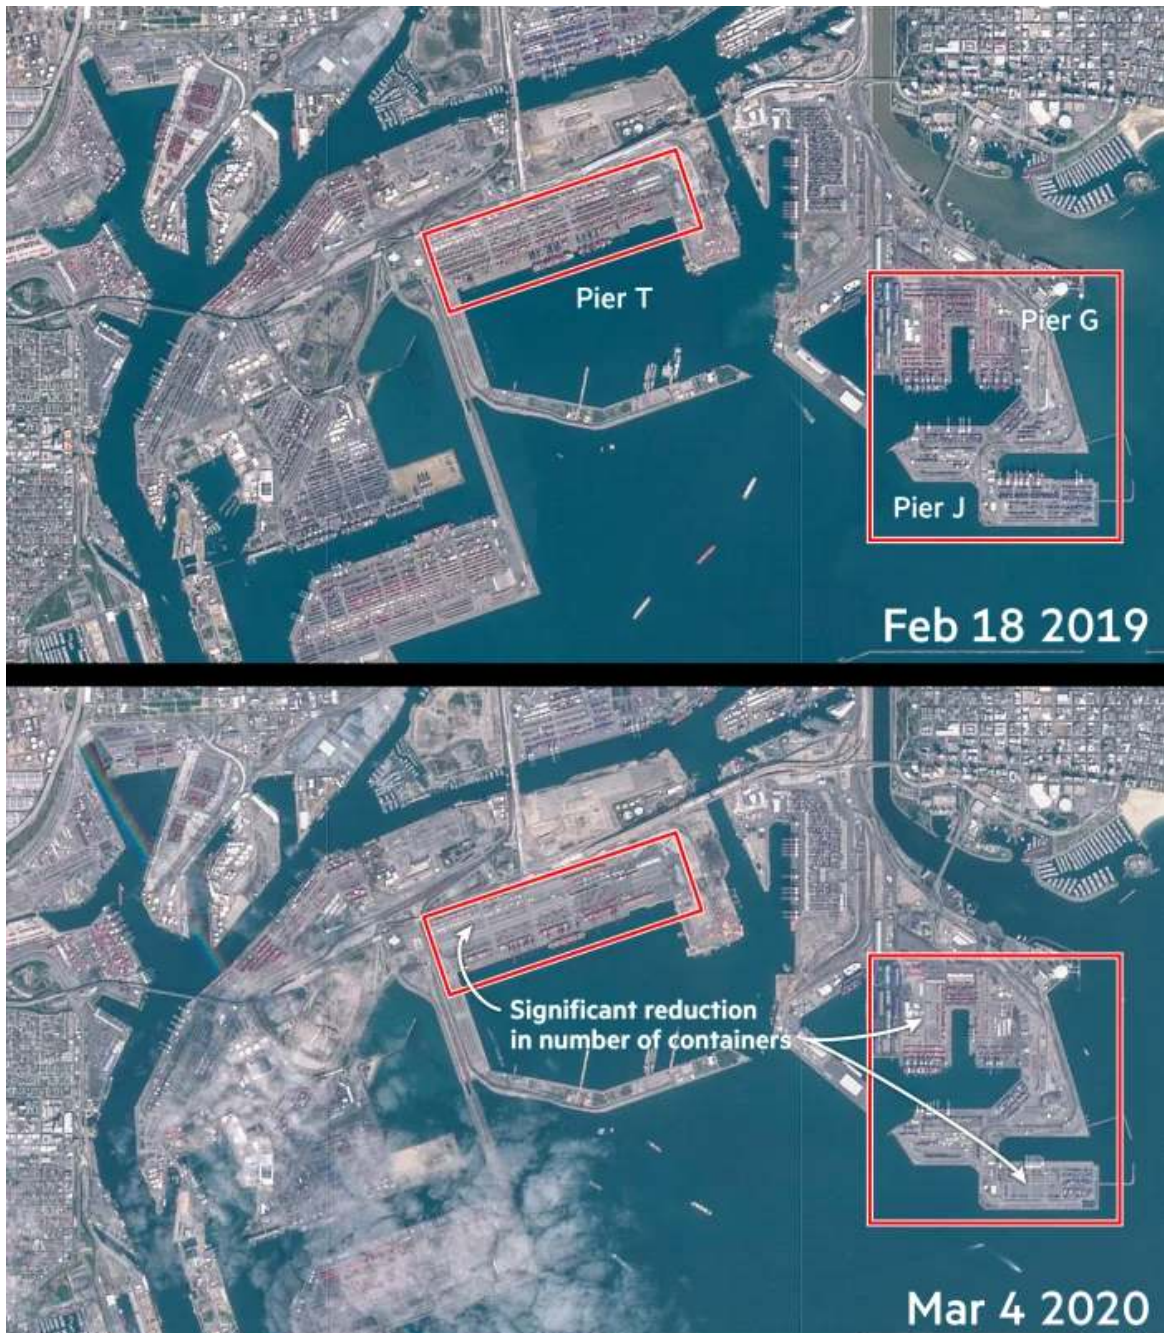 Pier T
Pier G
Pier J
Feb 18 2019
Significant reduction
in number of containers
Mar 4 2020